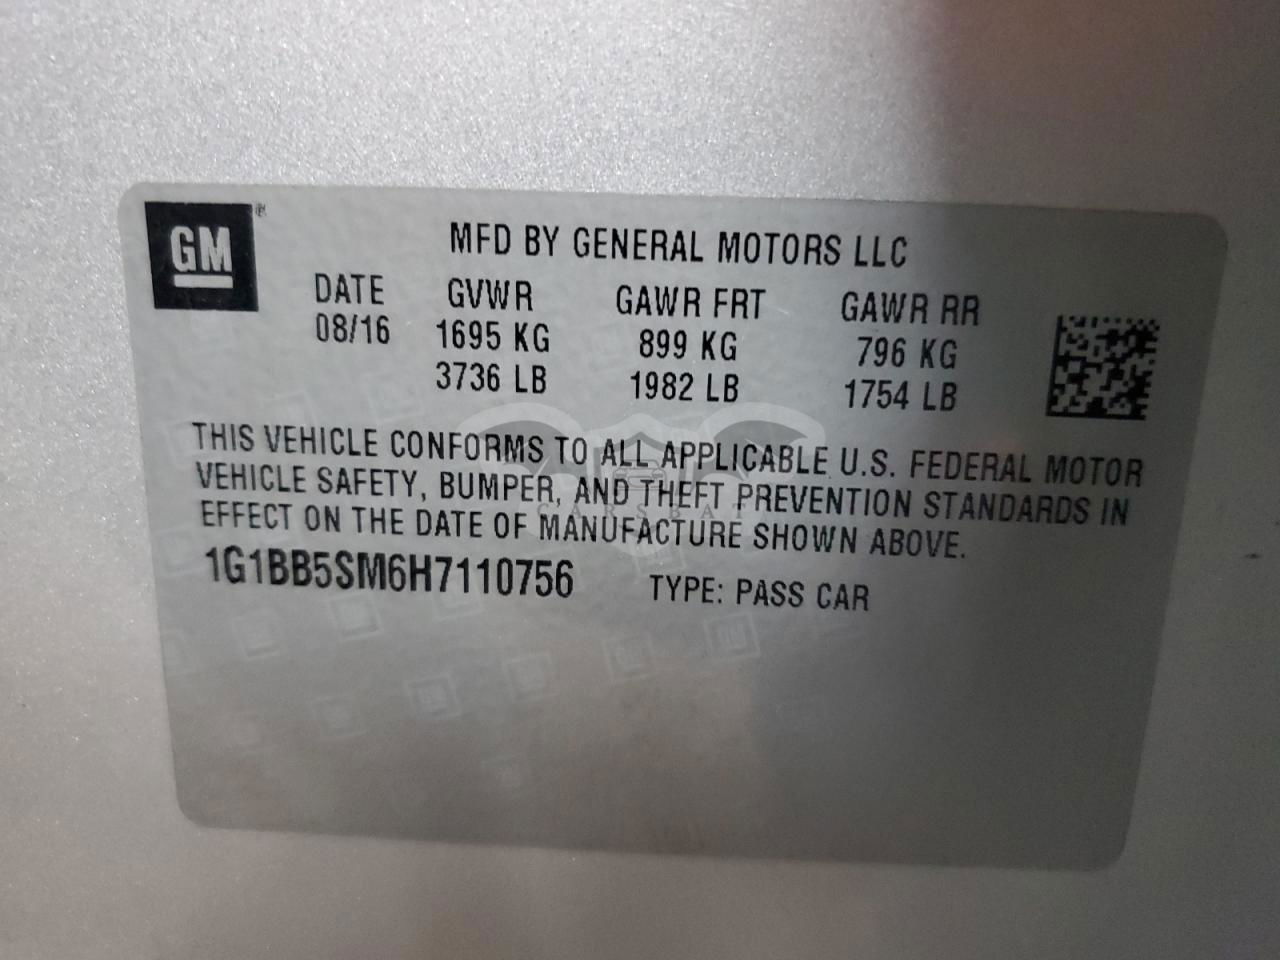 GM
MFD BY GENERAL MOTORS LLC
DATE GVWR GAWR FRT GAWR RR
08/16 1695 KG 899 KG 796 KG
3736 LB 1982 LB 1754 LB
THIS VEHICLE CONFORMS TO ALL APPLICABLE U.S. FEDERAL MOTOR
VEHICLE SAFETY, BUMPER, AND THEFT PREVENTION STANDARDS IN
CARSBAT
EFFECT ON THE DATE OF MANUFACTURE SHOWN ABOVE.
1G1BB5SM6H7110756 TYPE: PASS CAR